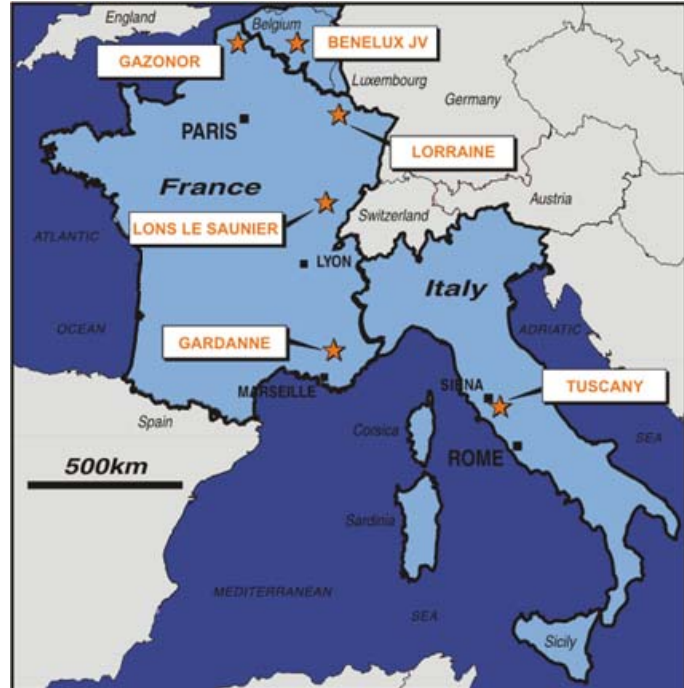 England
Belgium
BENELUX JV
GAZONOR
Luxembourg
Germany
PARIS
LORRAINE
France
Austria
Switzerland
LONS LE SAUNIER
ATLANTIC
LYON
Italy
OCEAN
ADRIATIC
GARDANNE
MARSEILLE
SIENA
TUSCANY
Spain
Corsica
SEA
ROME
500km
Sardinia
MEDITERRANEAN
SEA
Sicily